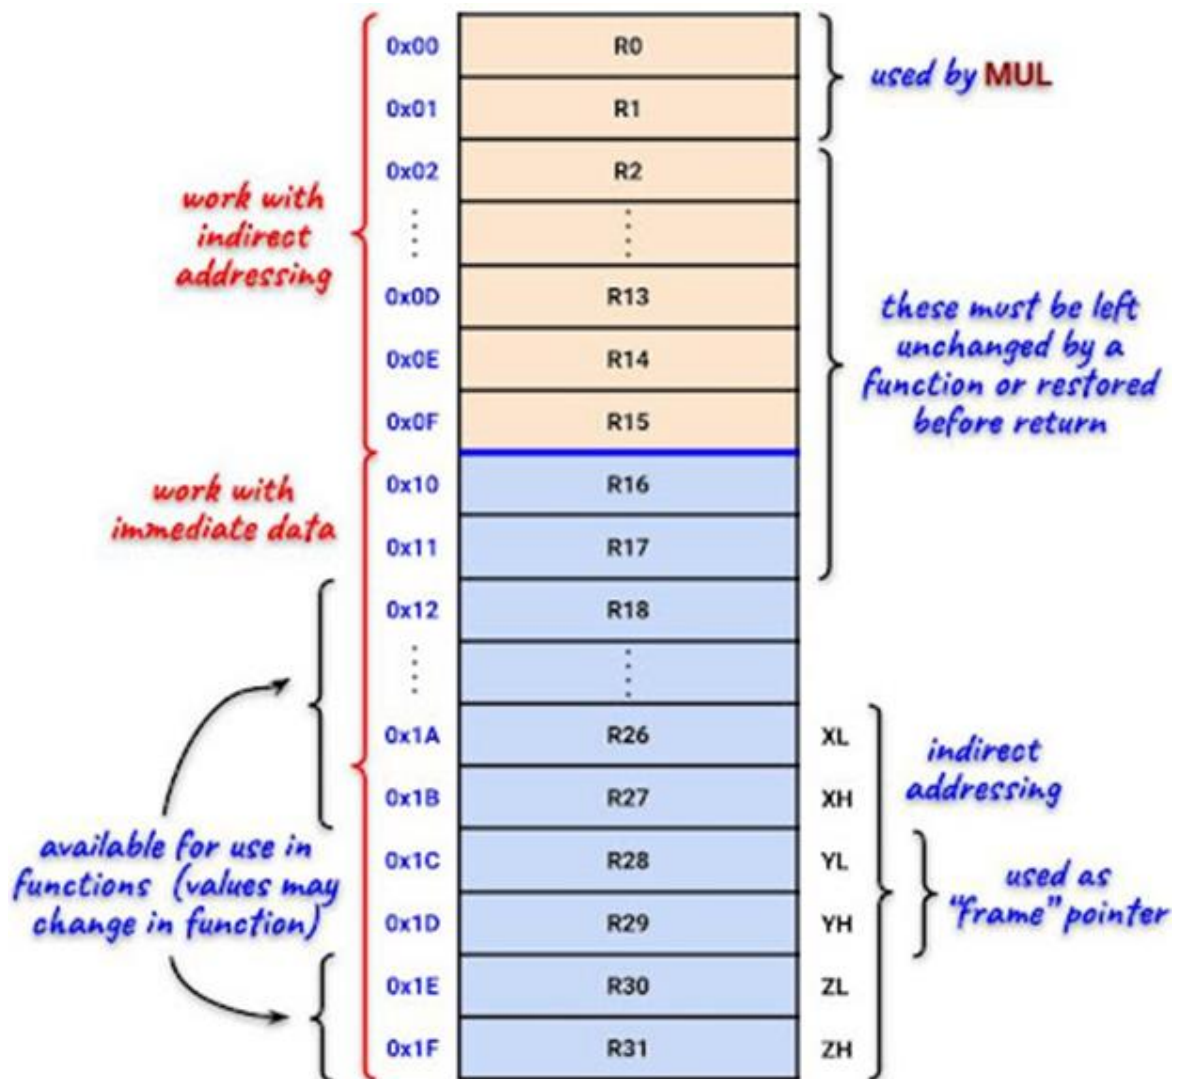 0x00 R0
used by MUL
0x01 R1
0x02 R2
work with
indirect
addressing
0x0D R13
these must be left
unchanged by a
function or restored
before return
0x0E R14
0x0F R15
work with
immediate data
0x10 R16
0x11 R17
0x12 R18
0x1A R26 XL
indirect
addressing
0x1B R27 XH
available for use in
functions (values may
change in function)
0x1C R28 YL
used as
"frame" pointer
0x1D R29 YH
0x1E R30 ZL
0x1F R31 ZH